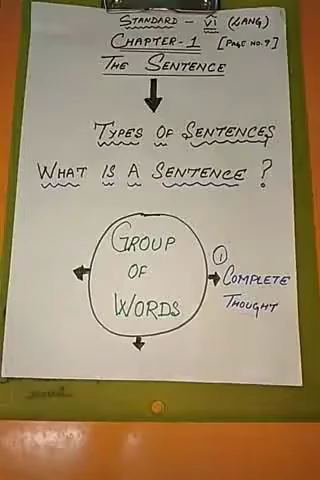 STANDARD - VI (LANG)
CHAPTER-1 [PAGE NO.9]
THE SENTENCE
TYPES OF SENTENCES
WHAT IS A SENTENCE?
GROUP
OF
WORDS
1
COMPLETE
THOUGHT